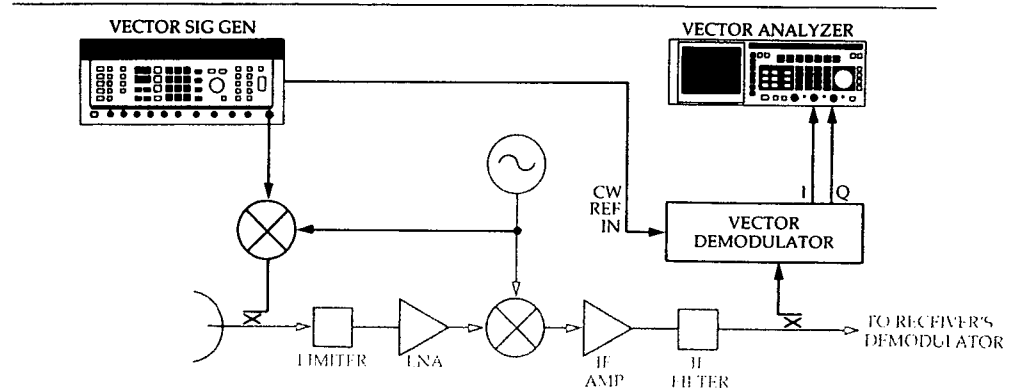 VECTOR SIG GEN
VECTOR ANALYZER
CW
REF
IN
I Q
VECTOR
DEMODULATOR
LIMITER
LNA
IF
AMP
IF
FILTER
TO RECEIVER'S
DEMODULATOR